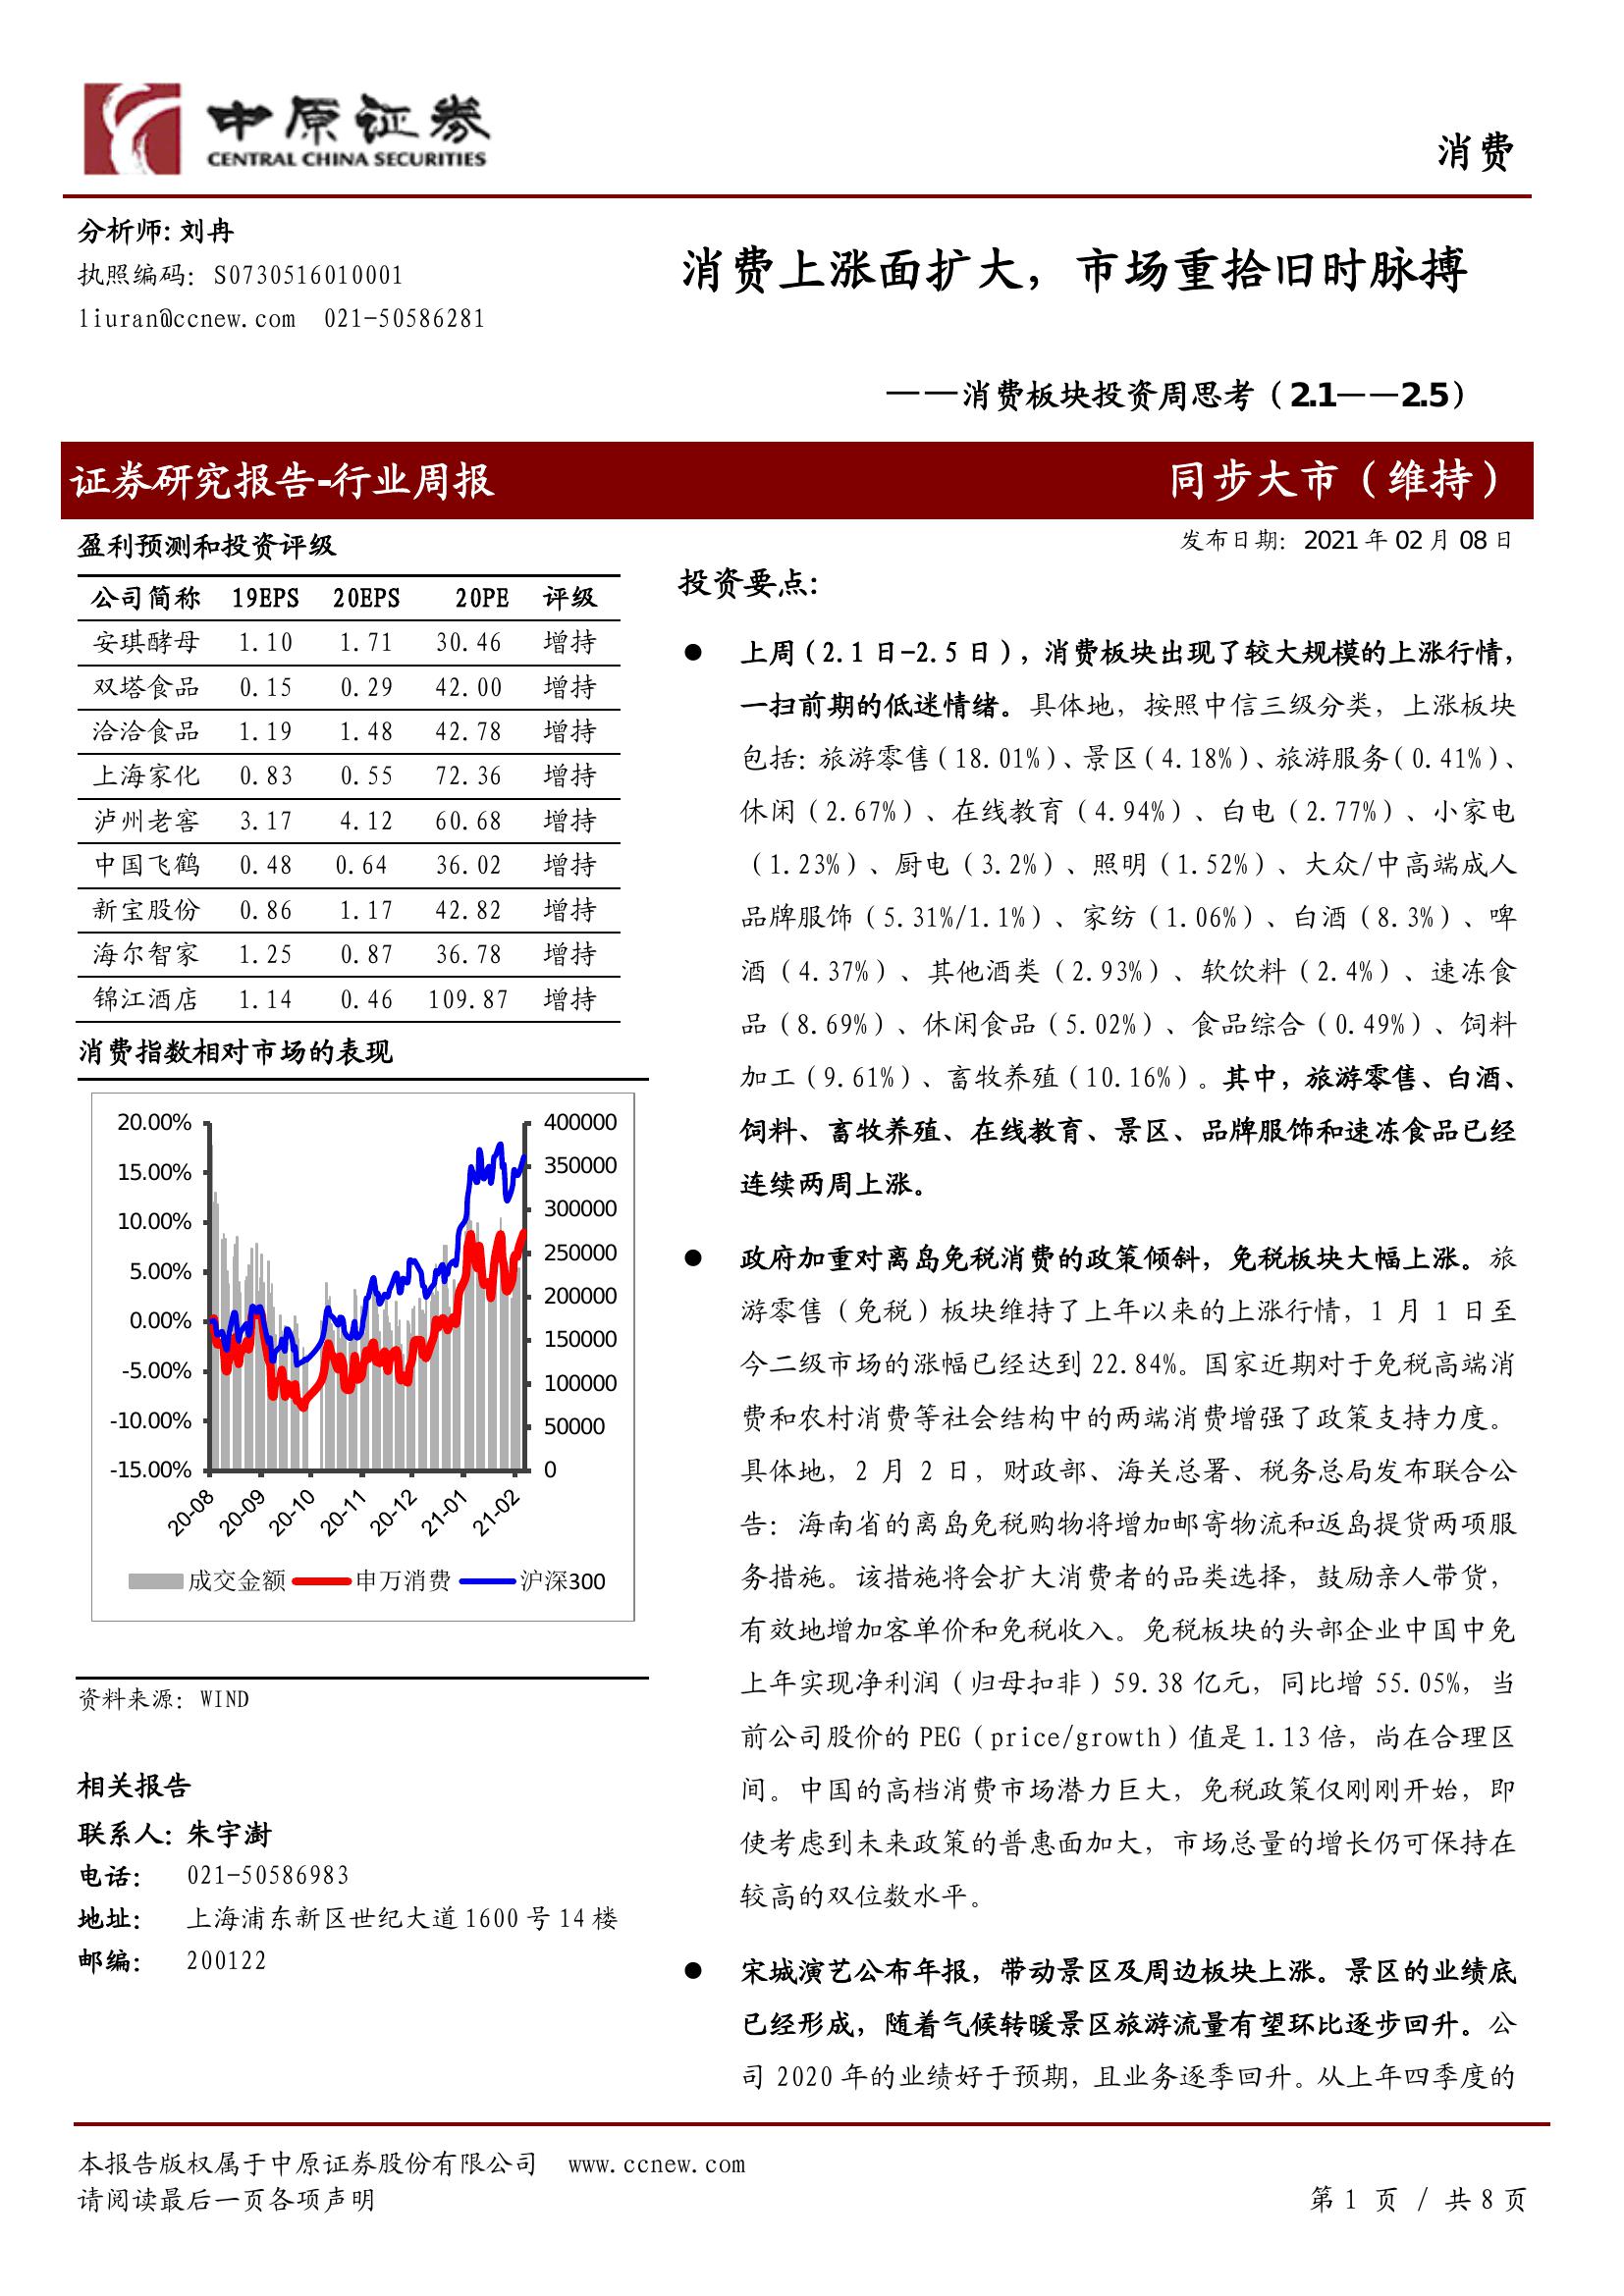 中原证券
CENTRAL CHINA SECURITIES
消费
分析师：刘冉
执照编码：S0730516010001
liuran@ccnew.com 021-50586281
消费上涨面扩大，市场重拾旧时脉搏
——消费板块投资周思考（2.1——2.5）
证券研究报告-行业周报
同步大市（维持）
发布日期：2021年02月08日
盈利预测和投资评级
公司简称 19EPS 20EPS 20PE 评级
安琪酵母 1.10 1.71 30.46 增持
双塔食品 0.15 0.29 42.00 增持
洽洽食品 1.19 1.48 42.78 增持
上海家化 0.83 0.55 72.36 增持
泸州老窖 3.17 4.12 60.68 增持
中国飞鹤 0.48 0.64 36.02 增持
新宝股份 0.86 1.17 42.82 增持
海尔智家 1.25 0.87 36.78 增持
锦江酒店 1.14 0.46 109.87 增持
消费指数相对市场的表现
20.00% 400000
15.00% 350000
10.00% 300000
5.00% 250000
0.00% 200000
-5.00% 150000
-10.00% 100000
-15.00% 50000
0
20-08 20-09 20-10 20-11 20-12 21-01 21-02
成交金额 申万消费 沪深300
资料来源：WIND
相关报告
联系人：朱宇澍
电话： 021-50586983
地址： 上海浦东新区世纪大道1600号14楼
邮编： 200122
投资要点：
● 上周（2.1日-2.5日），消费板块出现了较大规模的上涨行情，
一扫前期的低迷情绪。具体地，按照中信三级分类，上涨板块
包括：旅游零售（18.01%）、景区（4.18%）、旅游服务（0.41%）、
休闲（2.67%）、在线教育（4.94%）、白电（2.77%）、小家电
（1.23%）、厨电（3.2%）、照明（1.52%）、大众/中高端成人
品牌服饰（5.31%/1.1%）、家纺（1.06%）、白酒（8.3%）、啤
酒（4.37%）、其他酒类（2.93%）、软饮料（2.4%）、速冻食
品（8.69%）、休闲食品（5.02%）、食品综合（0.49%）、饲料
加工（9.61%）、畜牧养殖（10.16%）。其中，旅游零售、白酒、
饲料、畜牧养殖、在线教育、景区、品牌服饰和速冻食品已经
连续两周上涨。
● 政府加重对离岛免税消费的政策倾斜，免税板块大幅上涨。旅
游零售（免税）板块维持了上年以来的上涨行情，1月1日至
今二级市场的涨幅已经达到22.84%。国家近期对于免税高端消
费和农村消费等社会结构中的两端消费增强了政策支持力度。
具体地，2月2日，财政部、海关总署、税务总局发布联合公
告：海南省的离岛免税购物将增加邮寄物流和返岛提货两项服
务措施。该措施将会扩大消费者的品类选择，鼓励亲人带货，
有效地增加客单价和免税收入。免税板块的头部企业中国中免
上年实现净利润（归母扣非）59.38亿元，同比增55.05%，当
前公司股价的PEG（price/growth）值是1.13倍，尚在合理区
间。中国的高档消费市场潜力巨大，免税政策仅刚刚开始，即
使考虑到未来政策的普惠面加大，市场总量的增长仍可保持在
较高的双位数水平。
● 宋城演艺公布年报，带动景区及周边板块上涨。景区的业绩底
已经形成，随着气候转暖景区旅游流量有望环比逐步回升。公
司2020年的业绩好于预期，且业务逐季回升。从上年四季度的
本报告版权属于中原证券股份有限公司 www.ccnew.com
请阅读最后一页各项声明
第1页 / 共8页